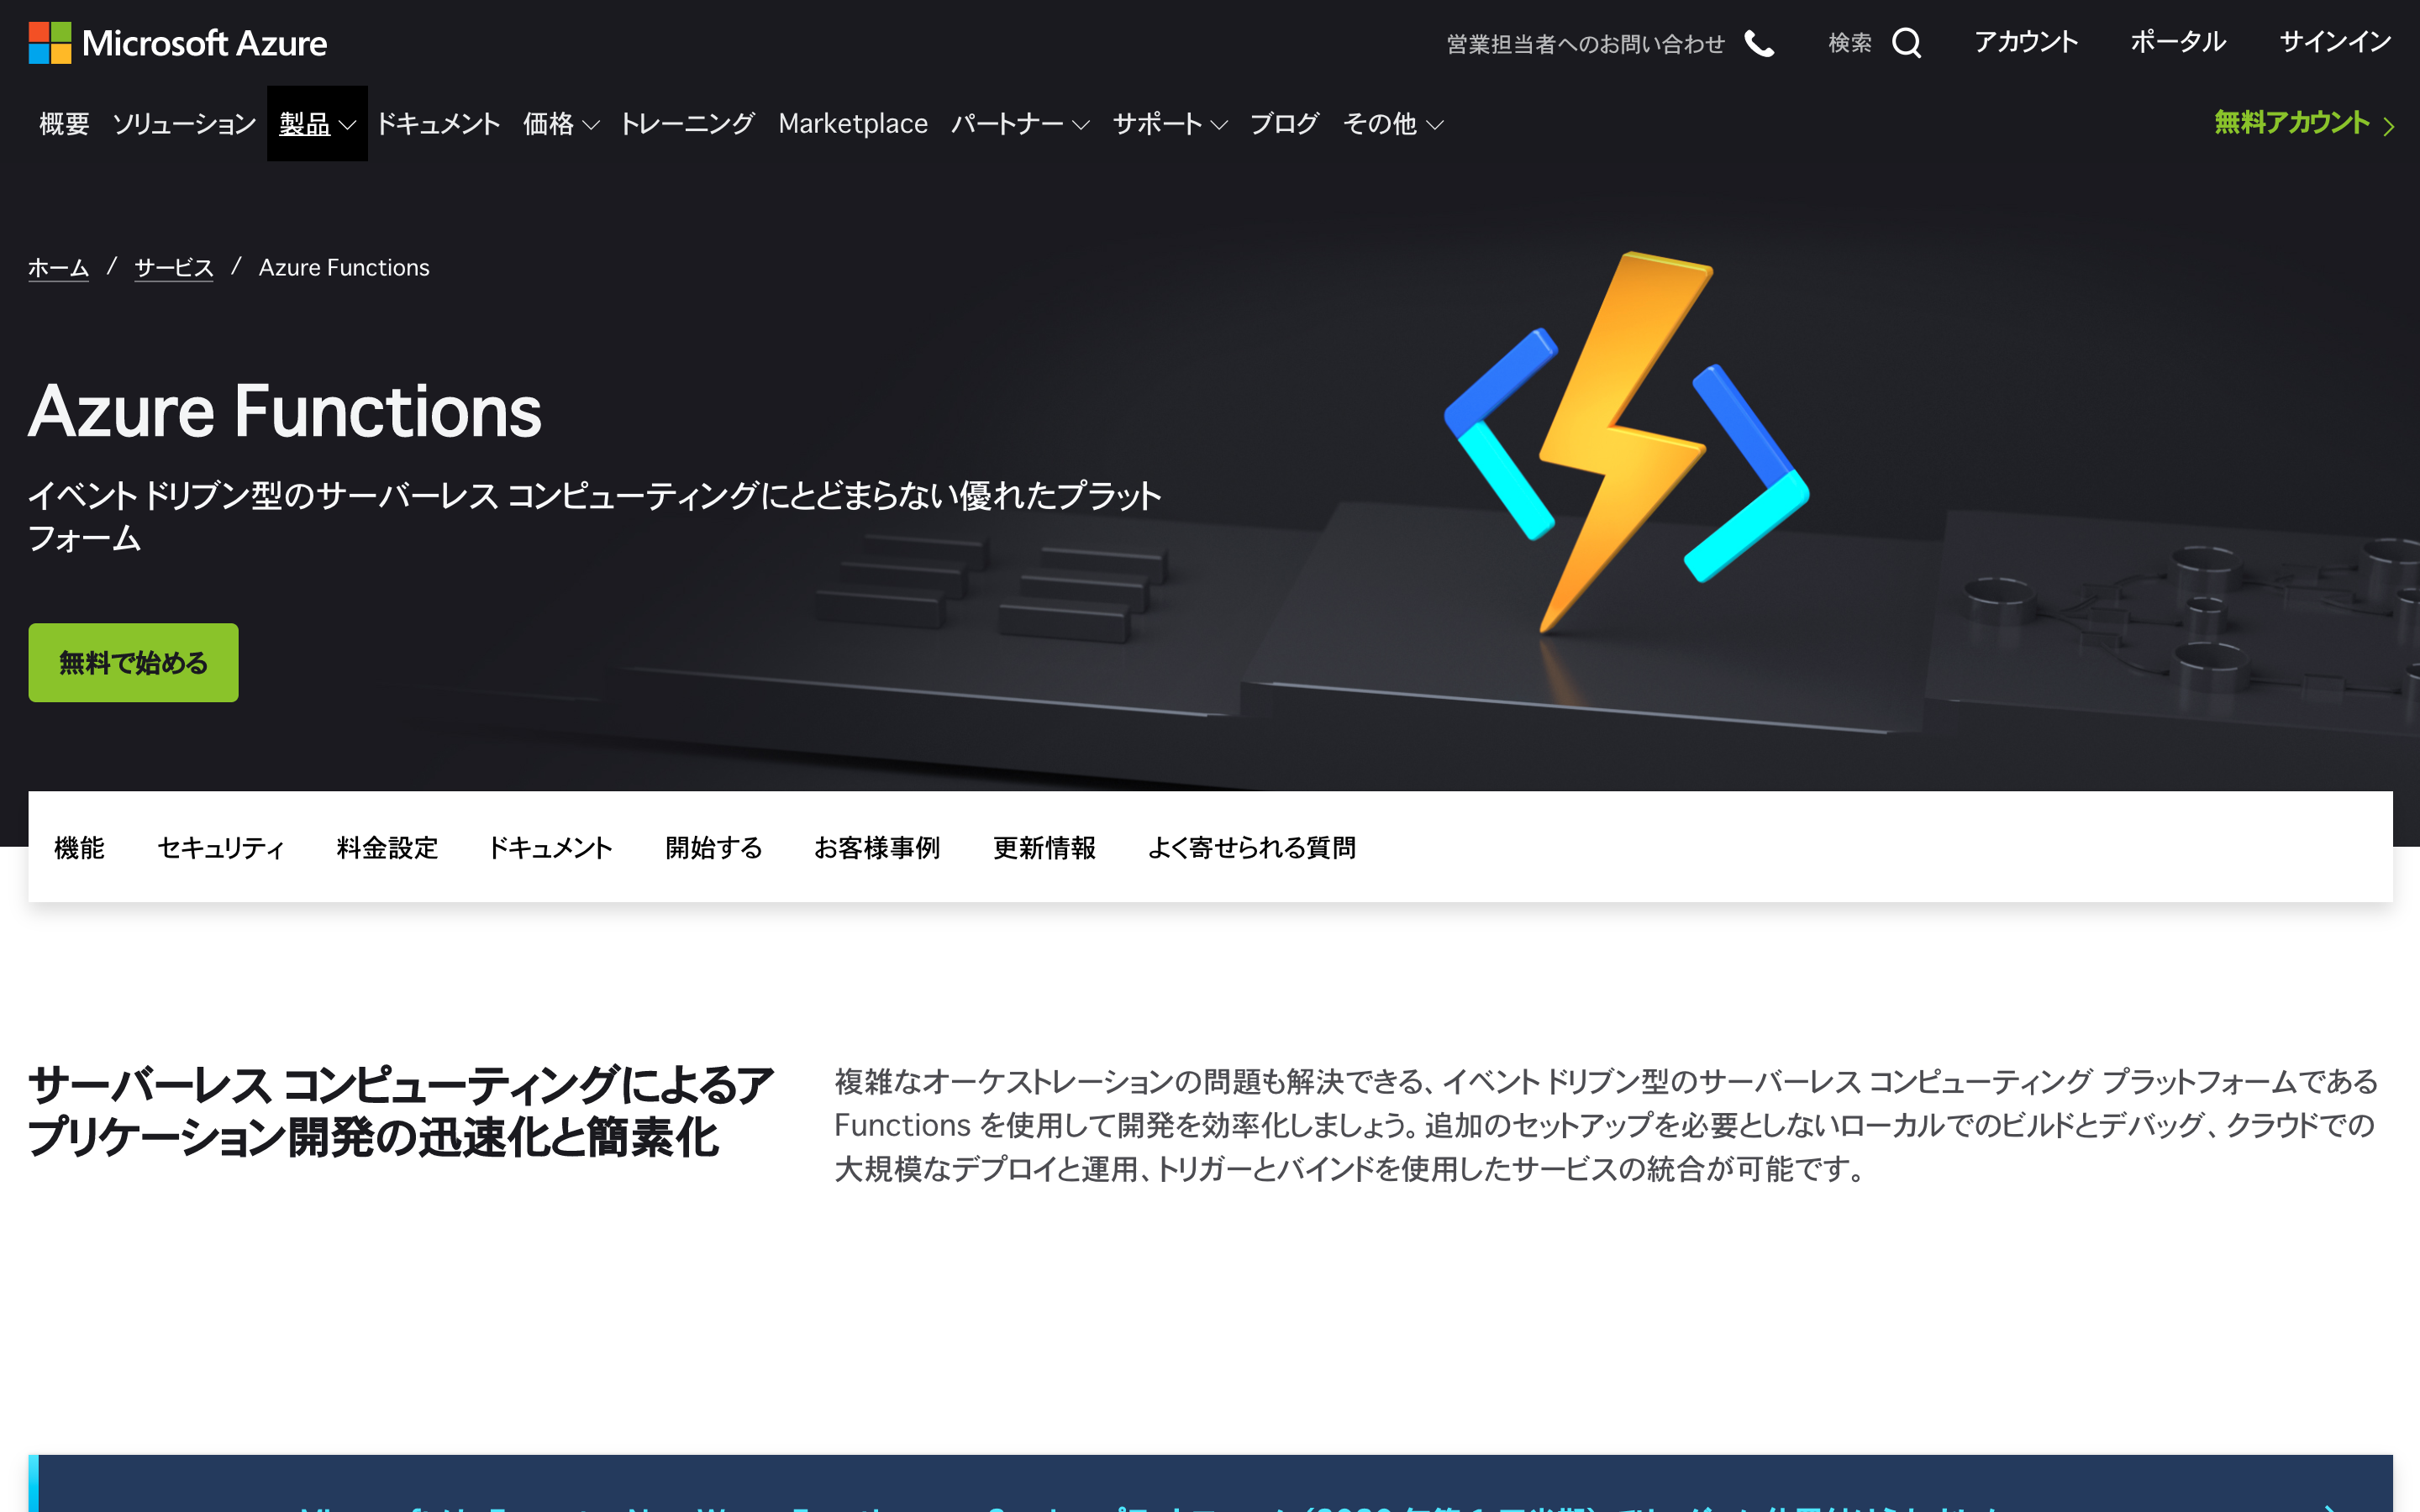 Microsoft Azure
営業担当者へのお問い合わせ 検索 アカウント ポータル サインイン
概要 ソリューション 製品 ドキュメント 価格 トレーニング Marketplace パートナー サポート ブログ その他 無料アカウント
ホーム / サービス / Azure Functions
Azure Functions
イベント ドリブン型のサーバーレス コンピューティングにとどまらない優れたプラット
フォーム
無料で始める
機能 セキュリティ 料金設定 ドキュメント 開始する お客様事例 更新情報 よく寄せられる質問
サーバーレス コンピューティングによるア
プリケーション開発の迅速化と簡素化
複雑なオーケストレーションの問題も解決できる、イベント ドリブン型のサーバーレス コンピューティング プラットフォームである
Functions を使用して開発を効率化しましょう。追加のセットアップを必要としないローカルでのビルドとデバッグ、クラウドでの
大規模なデプロイと運用、トリガーとバインドを使用したサービスの統合が可能です。